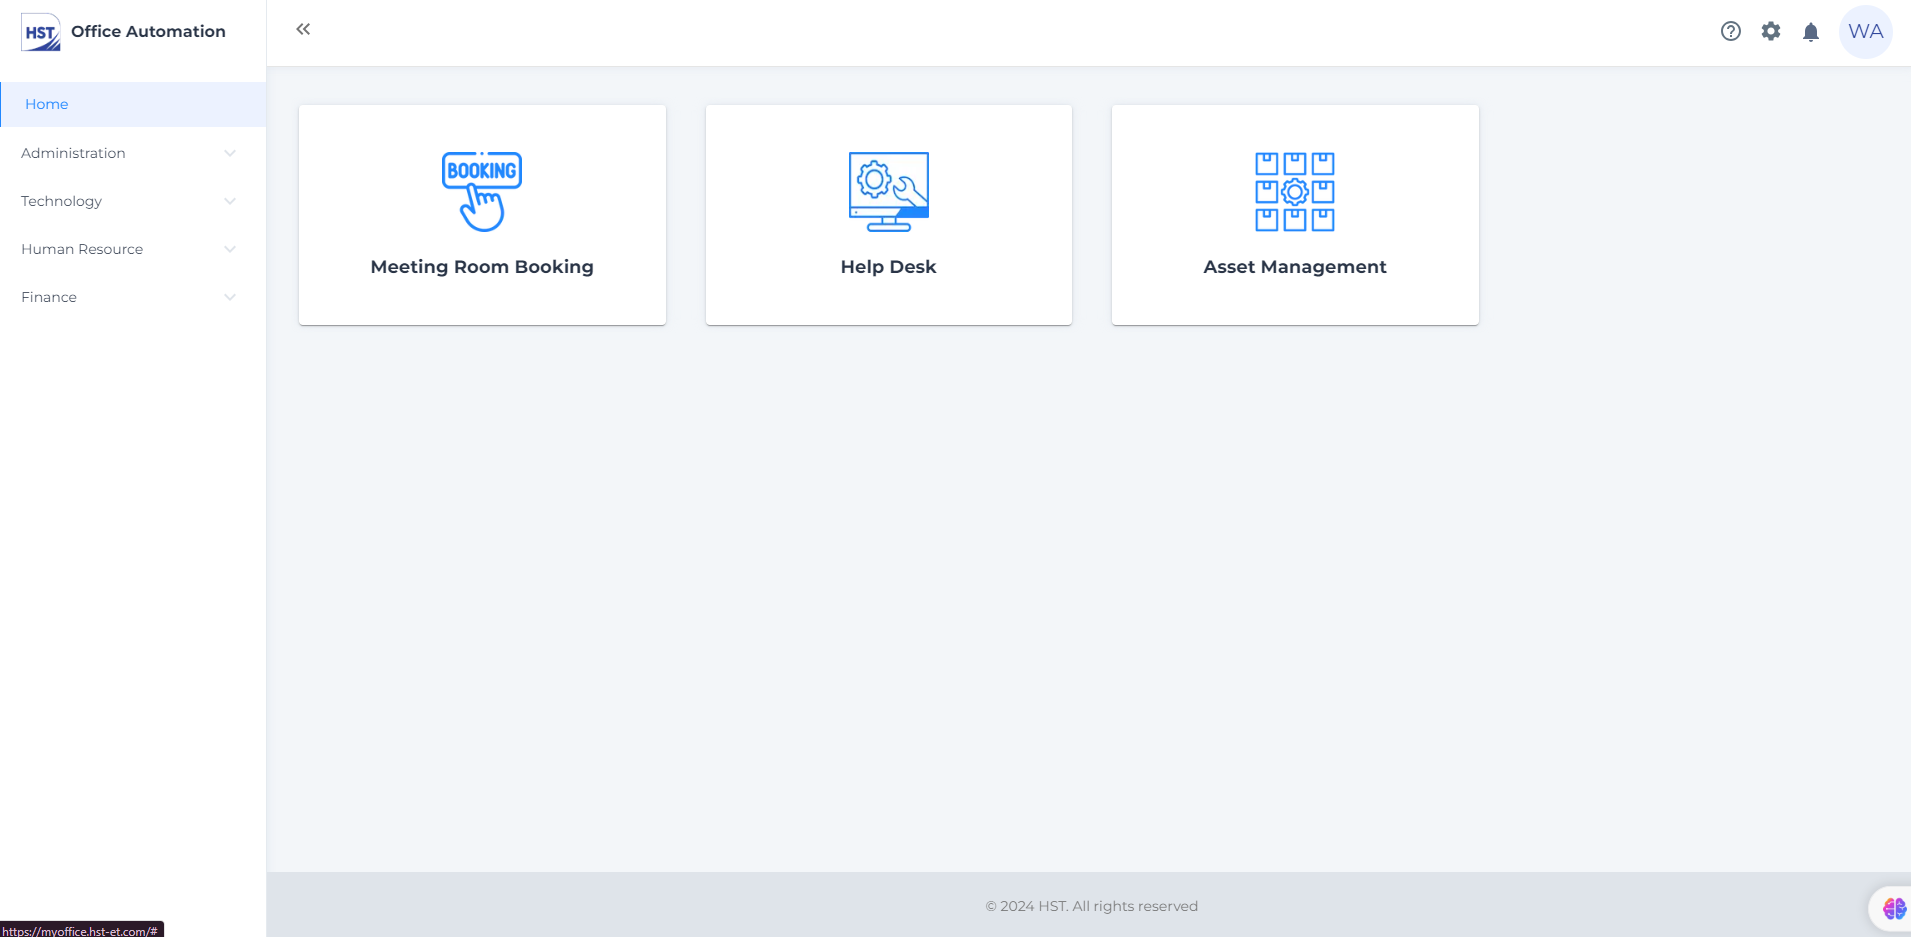 HST
Office Automation
WA
Home
Administration
Technology
Human Resource
Finance
BOOKING
Meeting Room Booking
Help Desk
Asset Management
© 2024 HST. All rights reserved
https://myoffice.hst-et.com/#